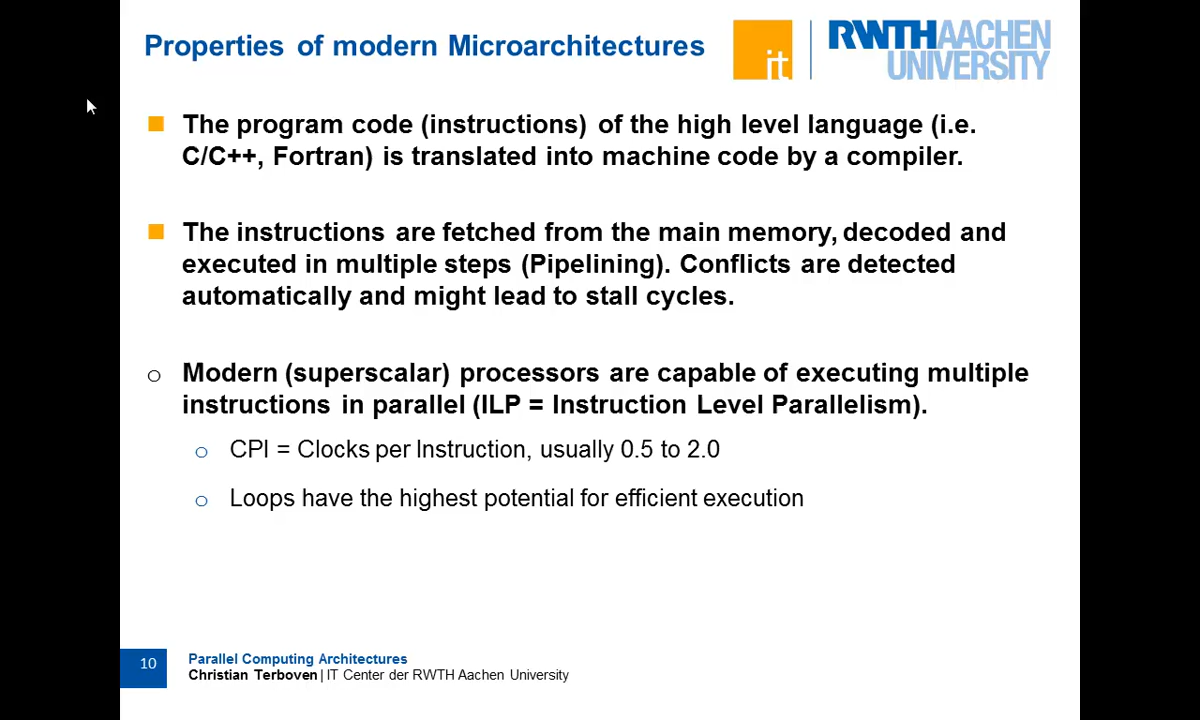 Properties of modern Microarchitectures
it
RWTHAACHEN
UNIVERSITY
The program code (instructions) of the high level language (i.e.
C/C++, Fortran) is translated into machine code by a compiler.
The instructions are fetched from the main memory, decoded and
executed in multiple steps (Pipelining). Conflicts are detected
automatically and might lead to stall cycles.
Modern (superscalar) processors are capable of executing multiple
instructions in parallel (ILP = Instruction Level Parallelism).
CPI = Clocks per Instruction, usually 0.5 to 2.0
Loops have the highest potential for efficient execution
10
Parallel Computing Architectures
Christian Terboven | IT Center der RWTH Aachen University